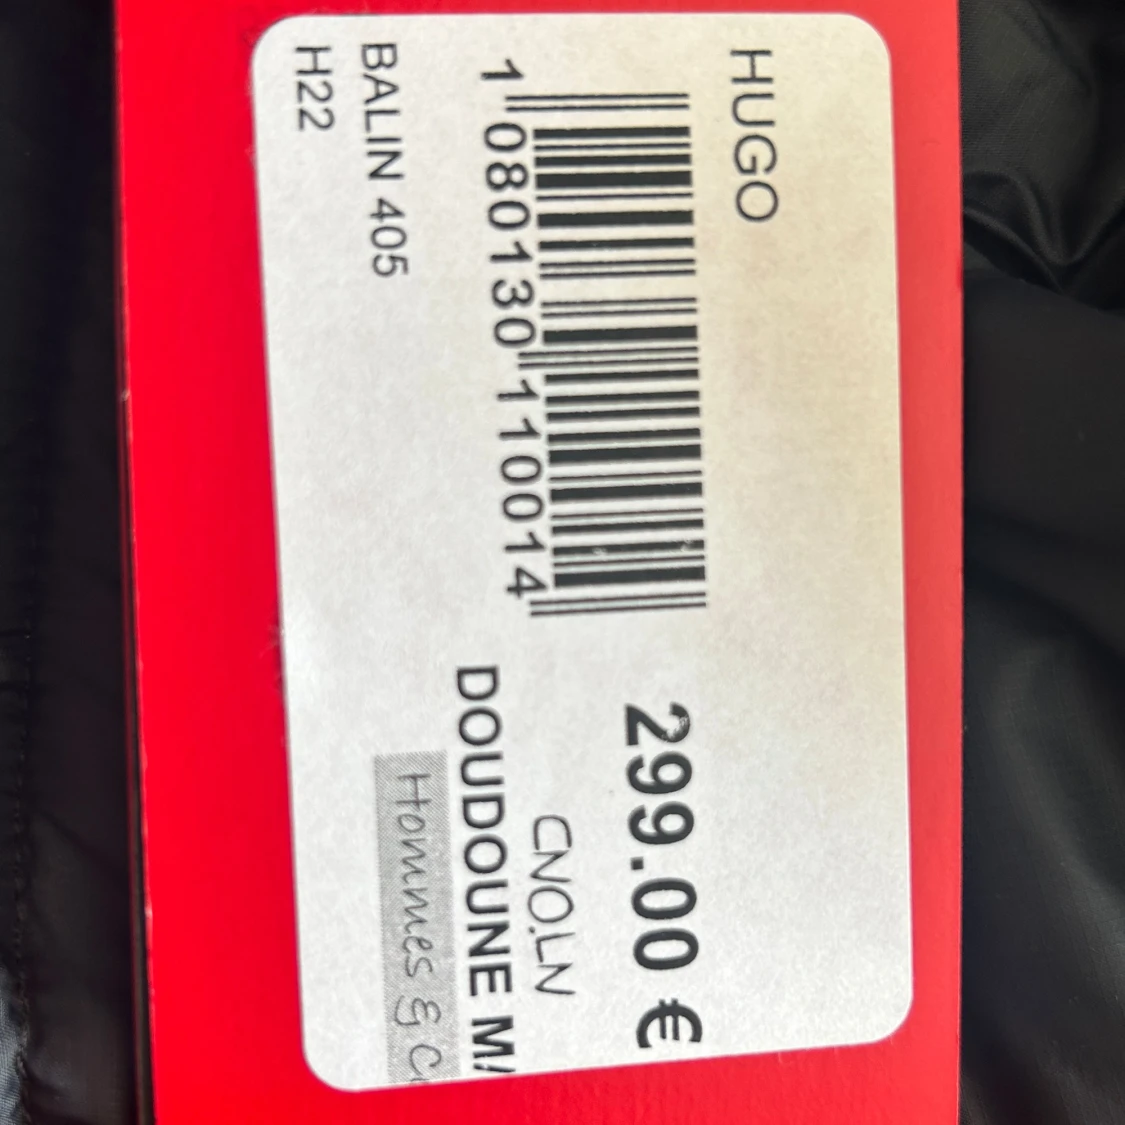 HUGO
1 080130 110014
299.00 €
CNO.LN
DOUDOUNE
Hommes &
BALIN 405
H22